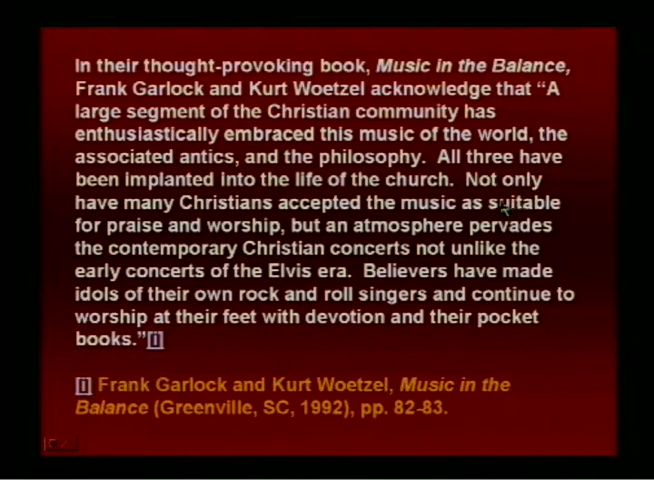 In their thought-provoking book, Music in the Balance,
Frank Garlock and Kurt Woetzel acknowledge that “A
large segment of the Christian community has
enthusiastically embraced this music of the world, the
associated antics, and the philosophy.  All three have
been implanted into the life of the church.  Not only
have many Christians accepted the music as suitable
for praise and worship, but an atmosphere pervades
the contemporary Christian concerts not unlike the
early concerts of the Elvis era.  Believers have made
idols of their own rock and roll singers and continue to
worship at their feet with devotion and their pocket
books.”[i]
[i] Frank Garlock and Kurt Woetzel, Music in the
Balance (Greenville, SC, 1992), pp. 82-83.